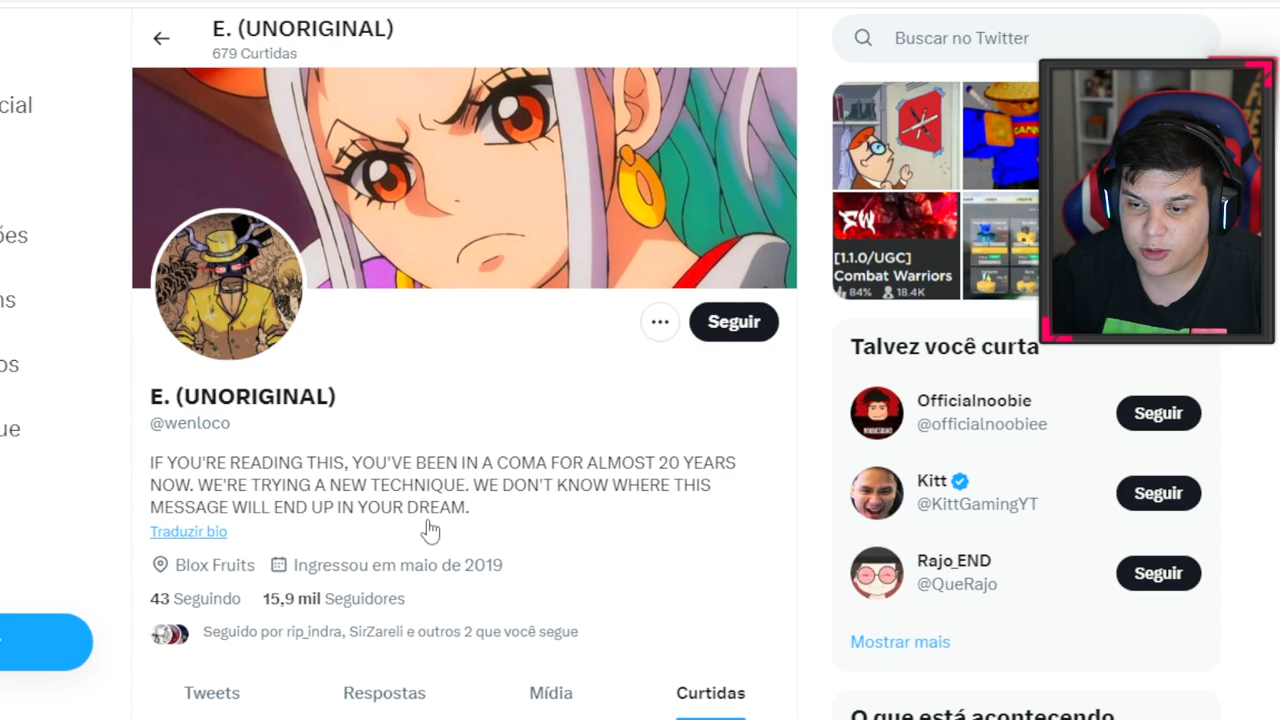 E. (UNORIGINAL)
679 Curtidas
Buscar no Twitter
cial
ões
ns
os
ue
[1.1.0/UGC]
Combat Warriors
84% 18.4K
Seguir
E. (UNORIGINAL)
@wenloco
IF YOU'RE READING THIS, YOU'VE BEEN IN A COMA FOR ALMOST 20 YEARS
NOW. WE'RE TRYING A NEW TECHNIQUE. WE DON'T KNOW WHERE THIS
MESSAGE WILL END UP IN YOUR DREAM.
Traduzir bio
Blox Fruits Ingressou em maio de 2019
43 Seguindo 15,9 mil Seguidores
Seguido por rip_indra, SirZareli e outros 2 que você segue
Tweets Respostas Mídia Curtidas
Talvez você curta
Officialnoobie
@officialnoobiee
Seguir
Kitt
@KittGamingYT
Seguir
Rajo_END
@QueRajo
Seguir
Mostrar mais
O que está acontecendo